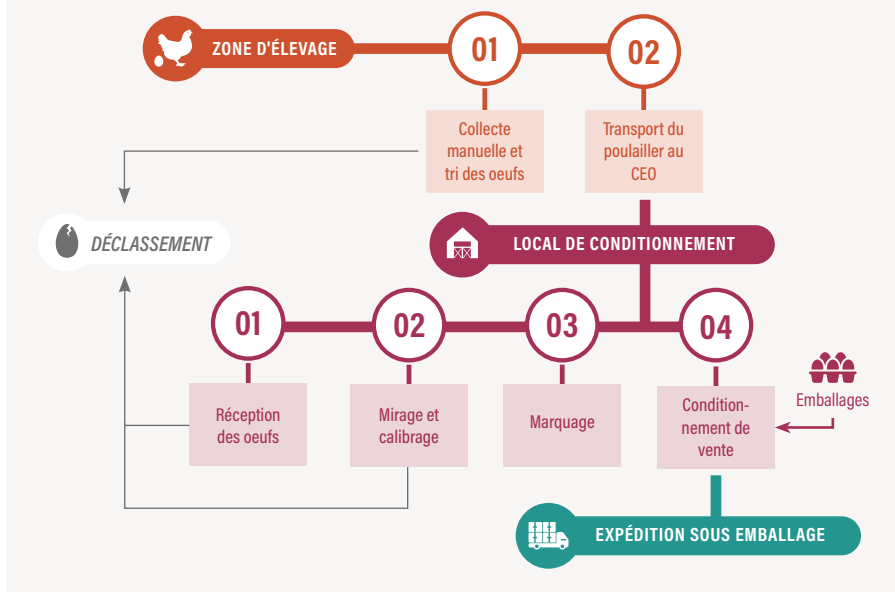 ZONE D'ÉLEVAGE
01
02
Collecte
manuelle et
tri des oeufs
Transport du
poulailler au
CEO
DÉCLASSEMENT
LOCAL DE CONDITIONNEMENT
01
02
03
04
Réception
des oeufs
Mirage et
calibrage
Marquage
Condition-
nement de
vente
Emballages
EXPÉDITION SOUS EMBALLAGE